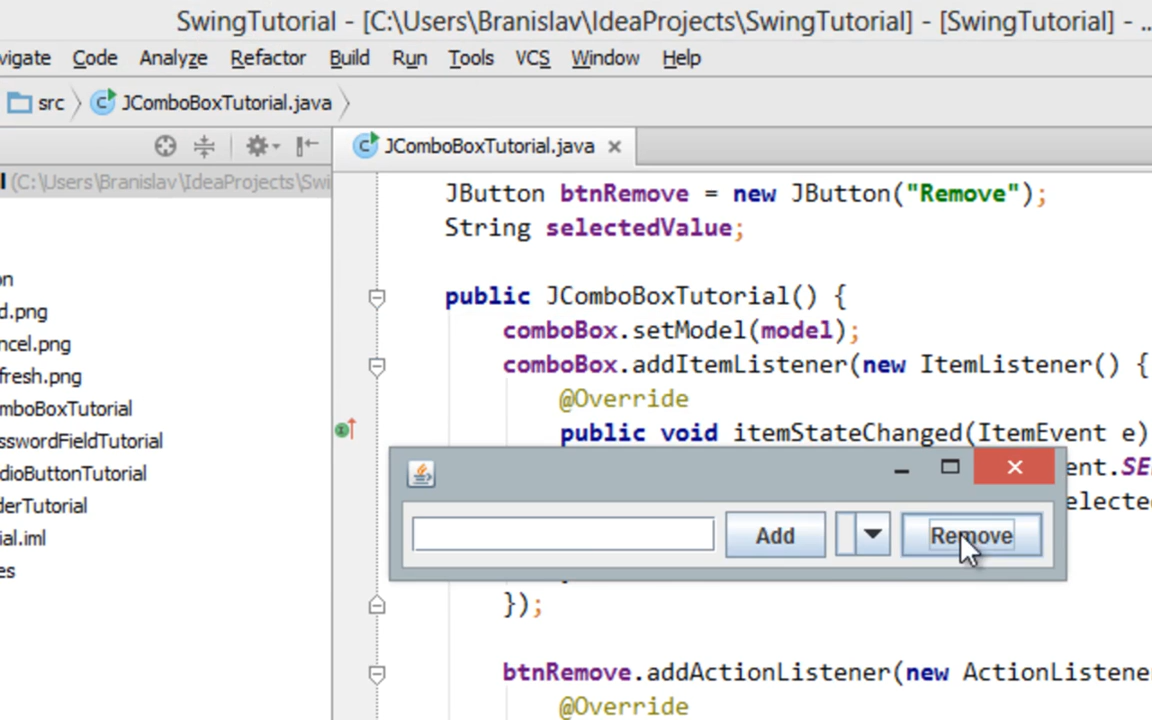 SwingTutorial - [C:\Users\Branislav\IdeaProjects\SwingTutorial] - [SwingTutorial] - ...
vigate Code Analyze Refactor Build Run Tools VCS Window Help
src JComboBoxTutorial.java
JComboBoxTutorial.java
l (C:\Users\Branislav\IdeaProjects\Swi
JButton btnRemove = new JButton("Remove");
String selectedValue;
on
d.png
ncel.png
fresh.png
mboBoxTutorial
sswordFieldTutorial
dioButtonTutorial
derTutorial
ial.iml
es
public JComboBoxTutorial() {
comboBox.setModel(model);
comboBox.addItemListener(new ItemListener() {
@Override
public void itemStateChanged(ItemEvent e)
ent.SE
elected
Add Remove
});
btnRemove.addActionListener(new ActionListene
@Override